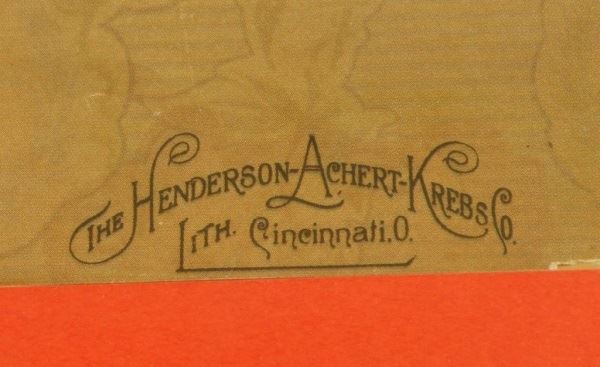 The Henderson-Achert-Krebs Co.
Lith. Cincinnati. O.